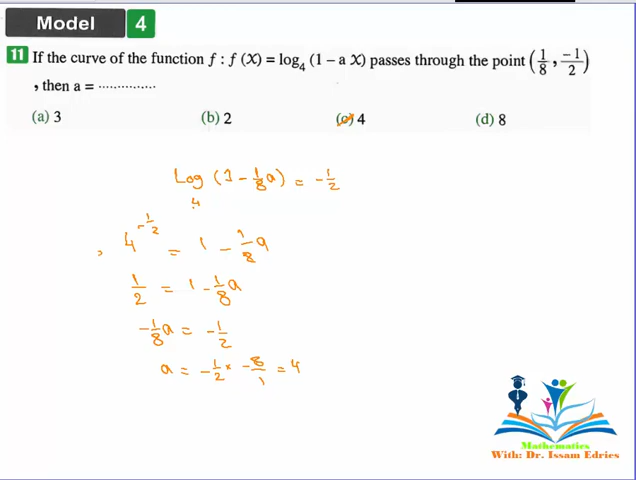 Model 4
11 If the curve of the function f : f (X) = log₄ (1 – a X) passes through the point (1/8 , -1/2)
, then a = ...............
(a) 3 (b) 2 (c) 4 (d) 8
Log₄ (1 - 1/8 a) = -1/2
4^(-1/2) = 1 - 1/8 a
1/2 = 1 - 1/8 a
-1/8 a = -1/2
a = -1/2 × -8/1 = 4
Mathematics
With: Dr. Issam Edries